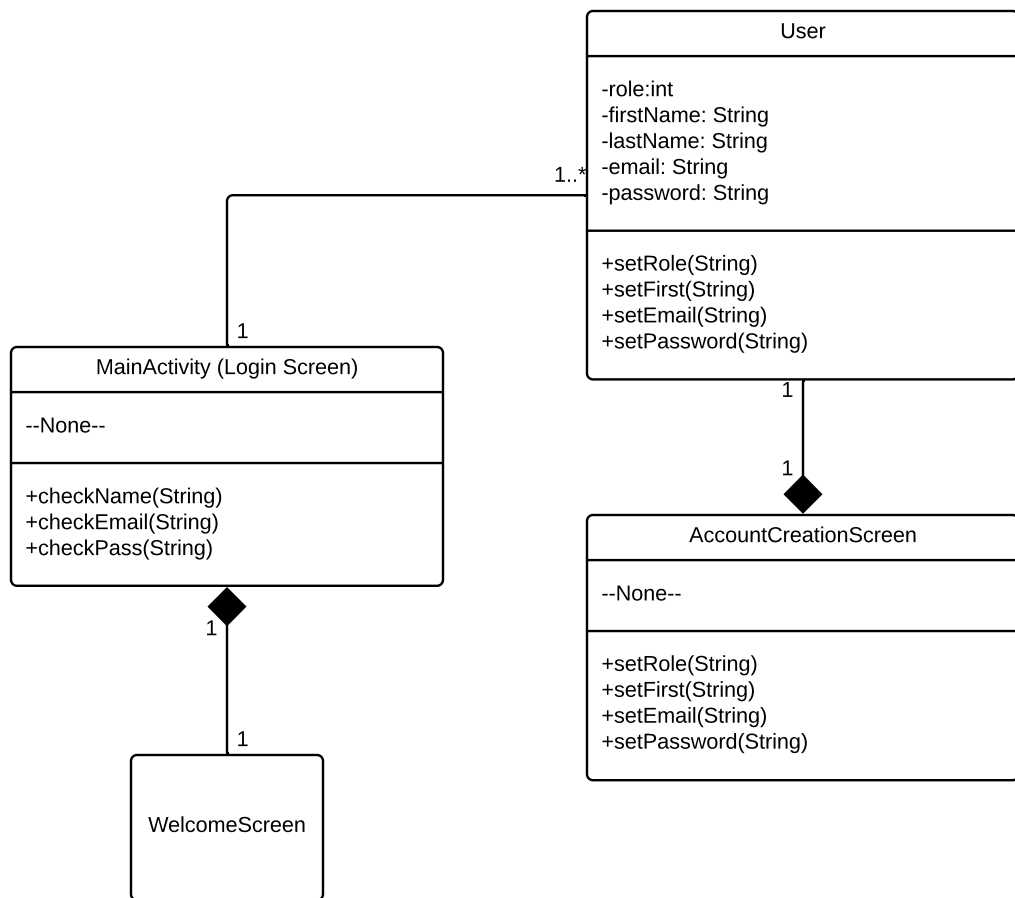 User
-role:int
-firstName: String
-lastName: String
-email: String
-password: String
+setRole(String)
+setFirst(String)
+setEmail(String)
+setPassword(String)
1..*
1
MainActivity (Login Screen)
--None--
+checkName(String)
+checkEmail(String)
+checkPass(String)
1
1
WelcomeScreen
1
1
AccountCreationScreen
--None--
+setRole(String)
+setFirst(String)
+setEmail(String)
+setPassword(String)